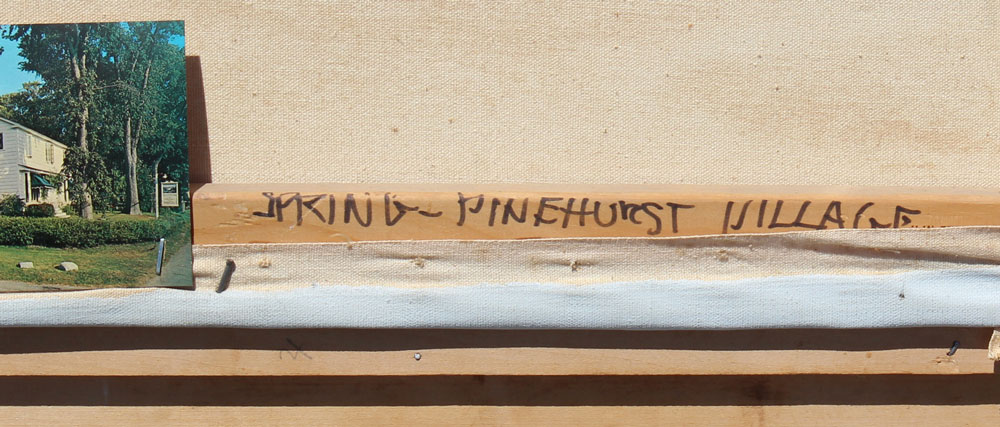 SPRING- PINEHURST VILLAGE